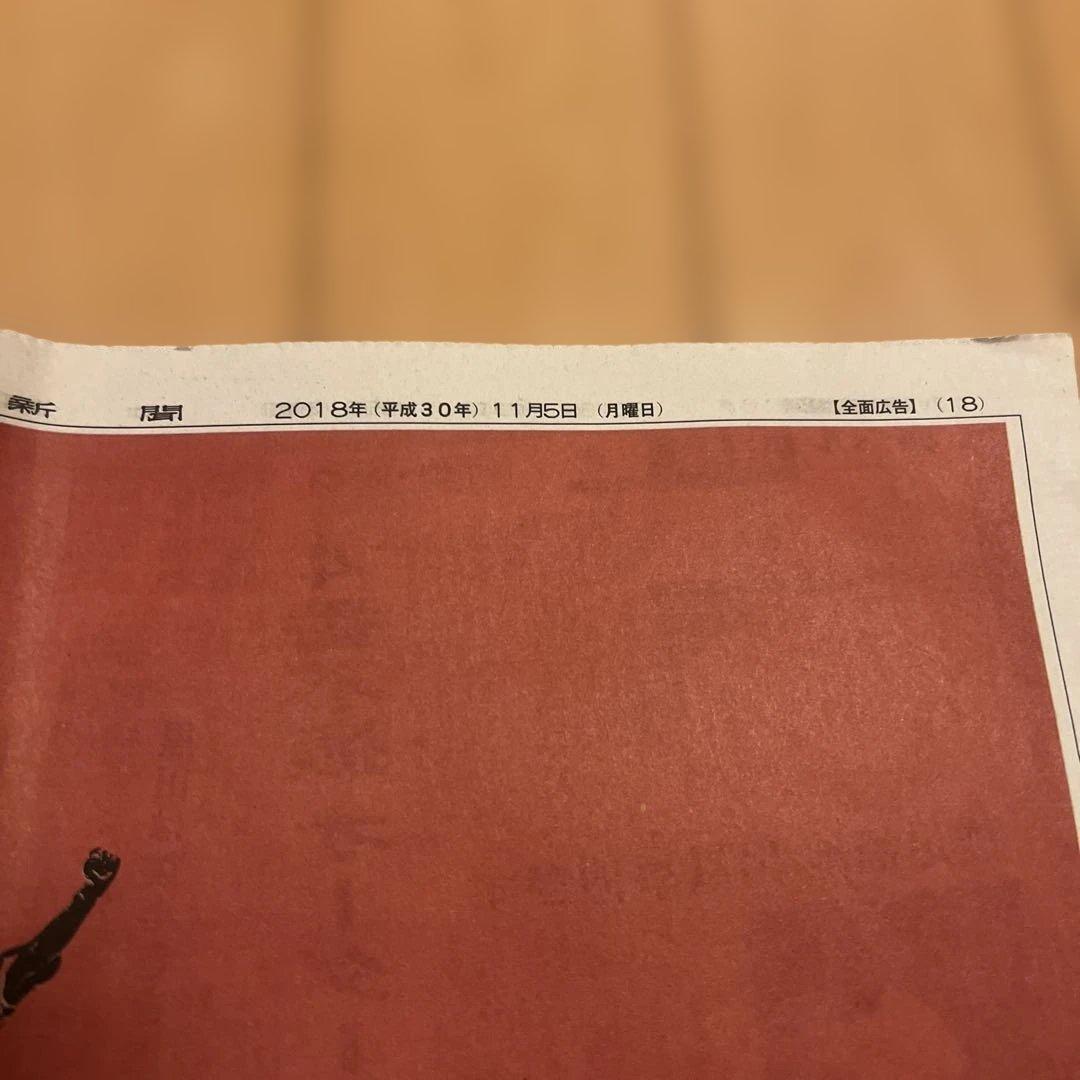 新 聞 2018年(平成30年) 11月5日 (月曜日) 【全面広告】 (18)